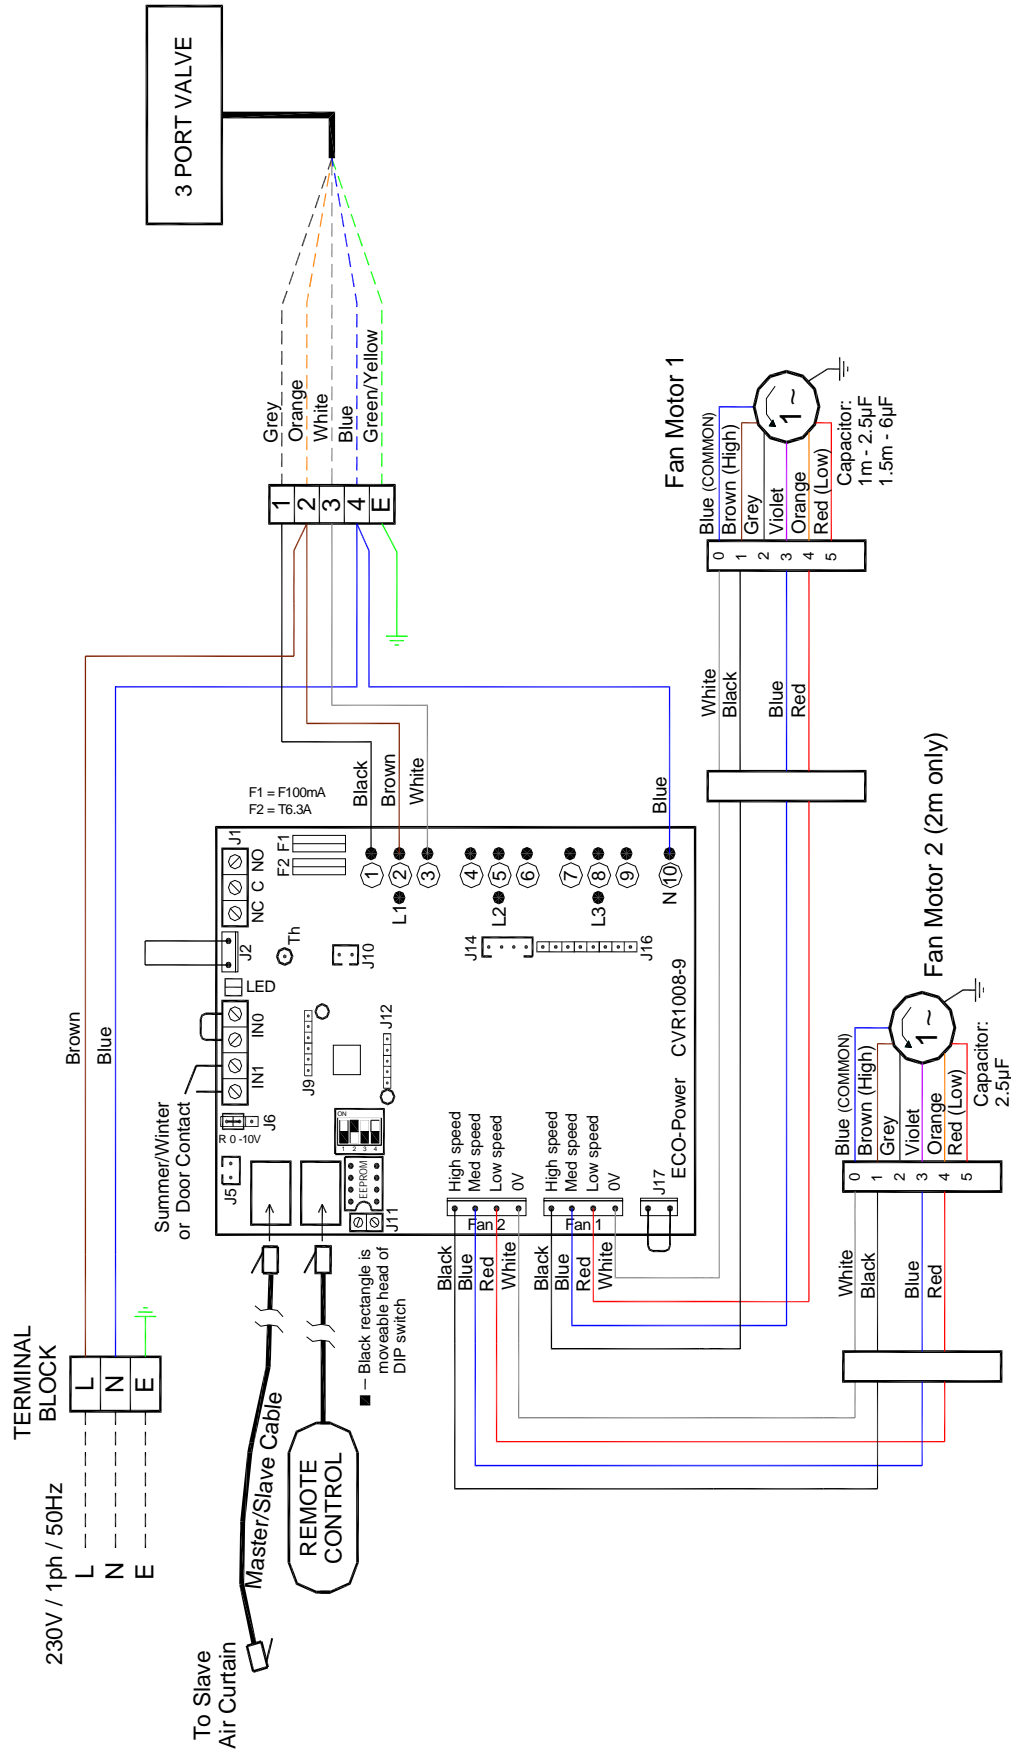 TERMINAL
BLOCK
230V / 1ph / 50Hz
L
N
E
L
N
E
Brown
Blue
3 PORT VALVE
Grey
Orange
White
Blue
Green/Yellow
1
2
3
4
E
To Slave
Air Curtain
Master/Slave Cable
REMOTE
CONTROL
Summer/Winter
or Door Contact
■ – Black rectangle is
moveable head of
DIP switch
R 0 -10V
J5
J6
IN1
IN0
LED
J2
NC C NO
J1
F2
F1
F1 = F100mA
F2 = T6.3A
Th
J10
J9
J12
ON
1 2 3 4
EEPROM
J11
J14
J16
1
2
3
4
5
6
7
8
9
10
L1
L2
L3
N
Black
Brown
White
Blue
High speed
Med speed
Low speed
0V
Fan 2
High speed
Med speed
Low speed
0V
Fan 1
J17
ECO-Power CVR1008-9
Black
Blue
Red
White
Black
Blue
Red
White
White
Black
Blue
Red
0
1
2
3
4
5
Blue (COMMON)
Brown (High)
Grey
Violet
Orange
Red (Low)
1 ~
Fan Motor 1
Capacitor:
1m - 2.5µF
1.5m - 6µF
White
Black
Blue
Red
0
1
2
3
4
5
Blue (COMMON)
Brown (High)
Grey
Violet
Orange
Red (Low)
1 ~
Fan Motor 2 (2m only)
Capacitor:
2.5µF